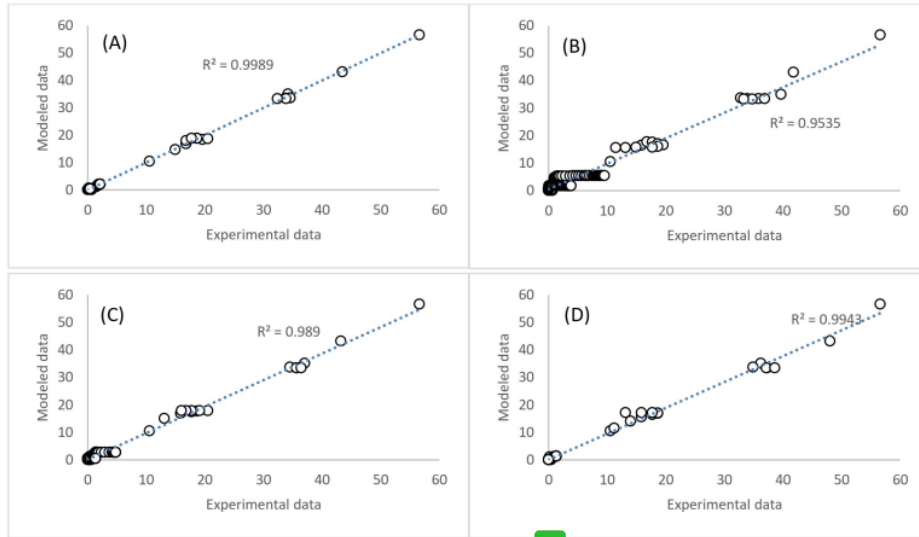 (A)
R² = 0.9989
Modeled data
60
50
40
30
20
10
0
0 10 20 30 40 50 60
Experimental data
(B)
R² = 0.9535
Modeled data
60
50
40
30
20
10
0
0 10 20 30 40 50 60
Experimental data
(C)
R² = 0.989
Modeled data
60
50
40
30
20
10
0
0 10 20 30 40 50 60
Experimental data
(D)
R² = 0.9943
Modeled data
60
50
40
30
20
10
0
0 10 20 30 40 50 60
Experimental data